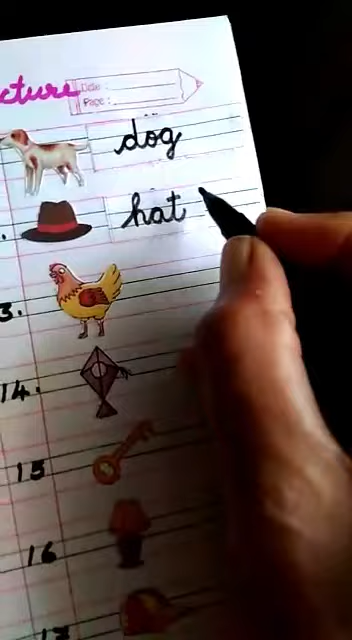 cture
Date :
Page :
dog
hat
3.
14.
15
16